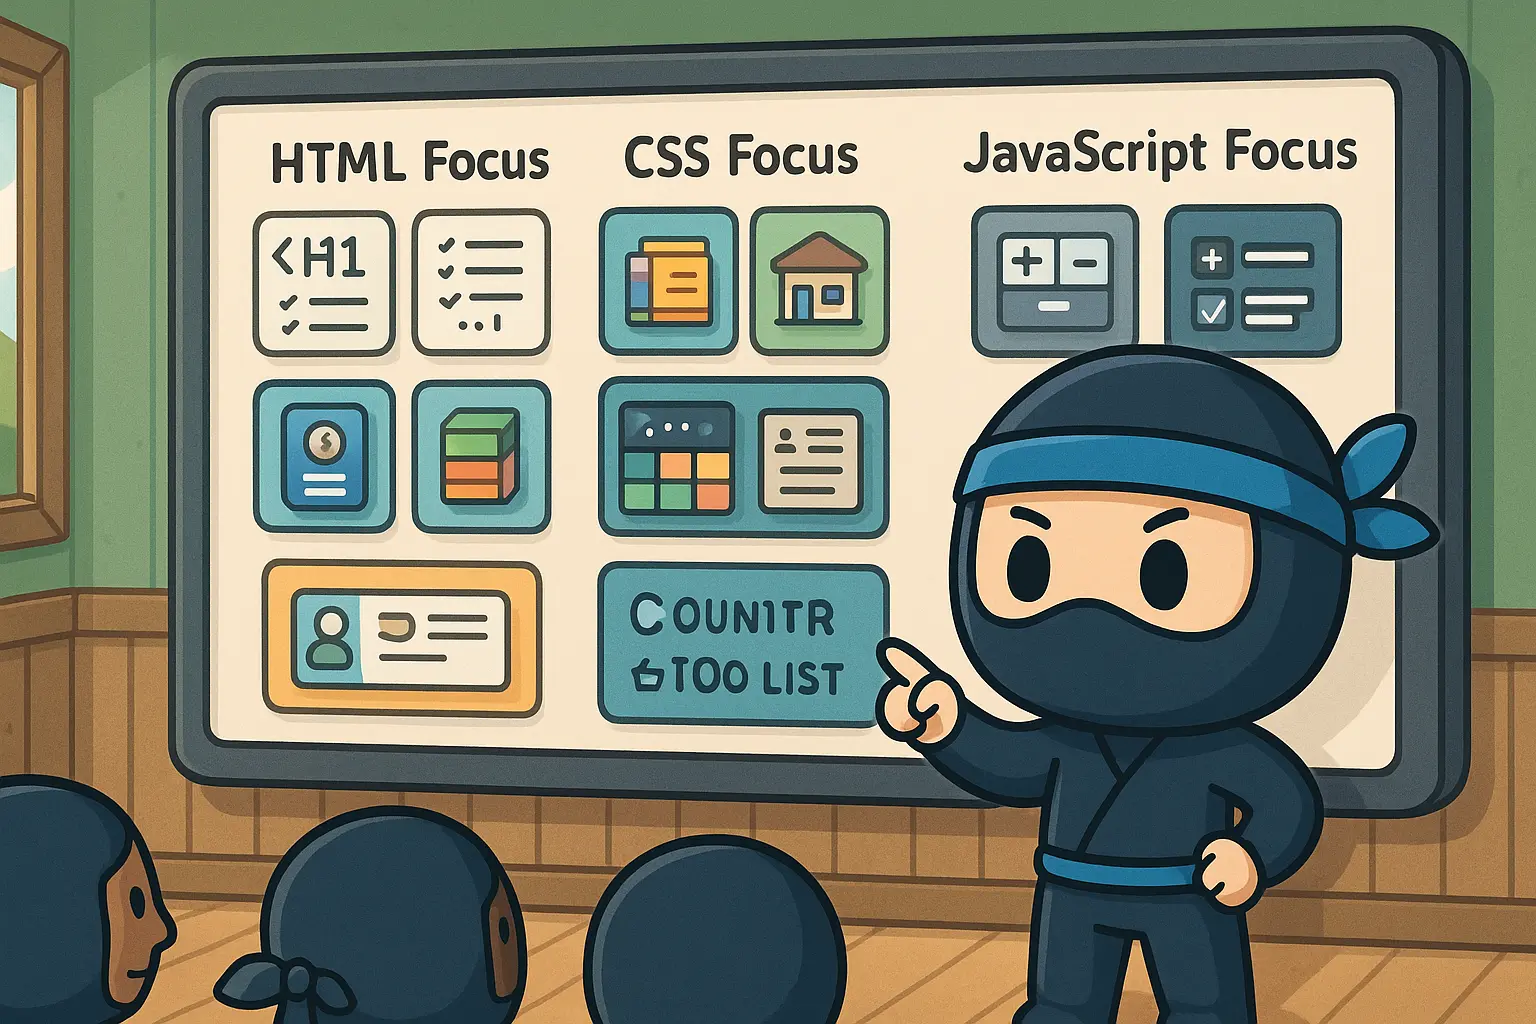 HTML Focus
CSS Focus
JavaScript Focus
<H1
COUNITR
TOO LIST